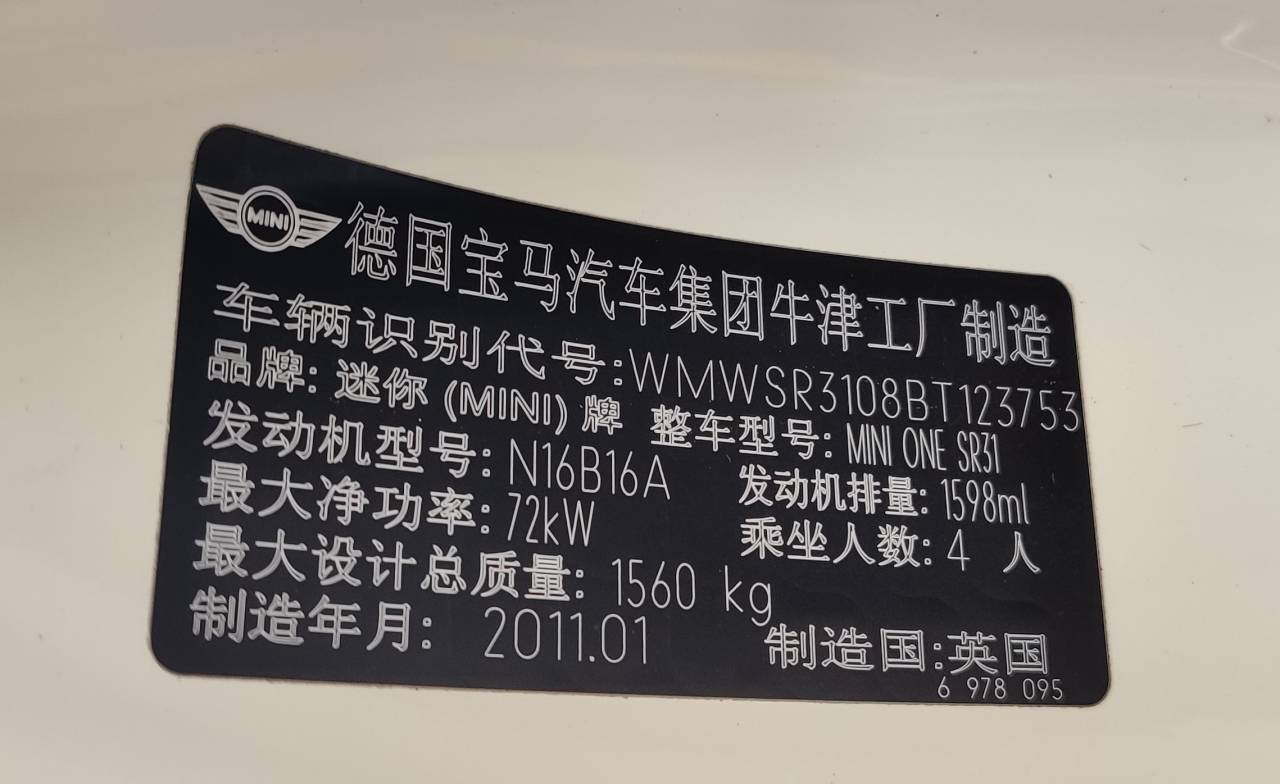 MINI 德国宝马汽车集团牛津工厂制造
车辆识别代号:WMWSR3108BT123753
品牌: 迷你 (MINI) 牌 整车型号: MINI ONE SR31
发动机型号: N16B16A 发动机排量: 1598ml
最大净功率: 72kW 乘坐人数: 4 人
最大设计总质量: 1560 kg
制造年月: 2011.01 制造国:英国
6 978 095